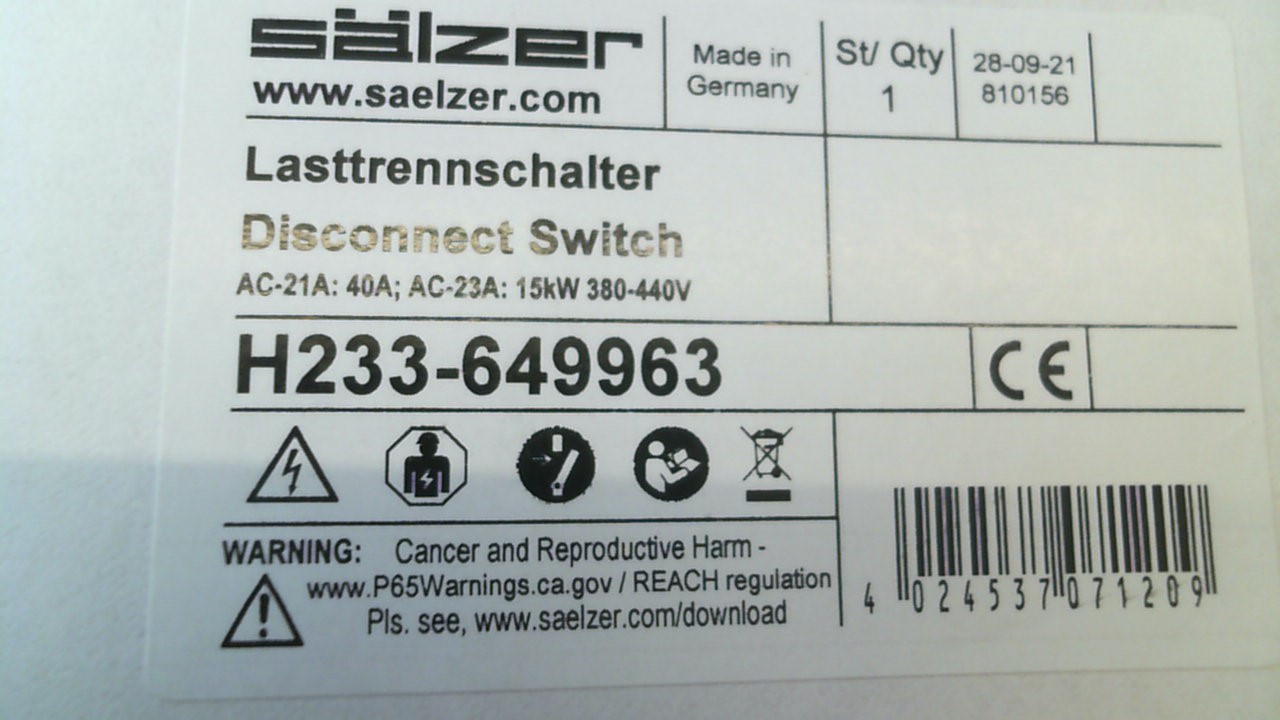 sälzer
www.saelzer.com
Made in
Germany
St/ Qty
1
28-09-21
810156
Lasttrennschalter
Disconnect Switch
AC-21A: 40A; AC-23A: 15kW 380-440V
H233-649963
CE
WARNING: Cancer and Reproductive Harm -
www.P65Warnings.ca.gov / REACH regulation
Pls. see, www.saelzer.com/download
4 024537 071209